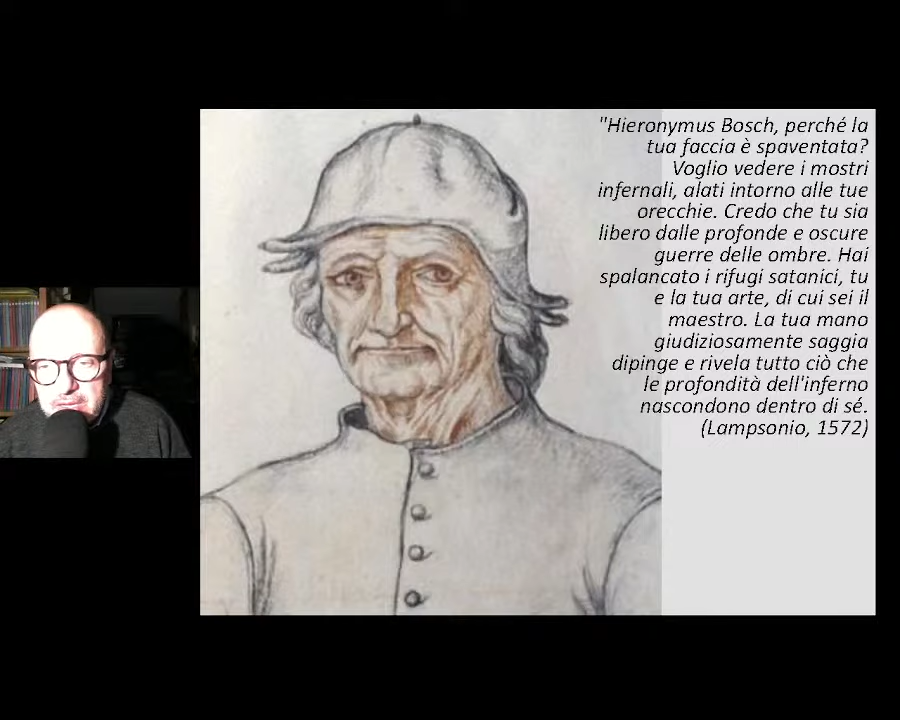 "Hieronymus Bosch, perché la
tua faccia è spaventata?
Voglio vedere i mostri
infernali, alati intorno alle tue
orecchie. Credo che tu sia
libero dalle profonde e oscure
guerre delle ombre. Hai
spalancato i rifugi satanici, tu
e la tua arte, di cui sei il
maestro. La tua mano
giudiziosamente saggia
dipinge e rivela tutto ciò che
le profondità dell'inferno
nascondono dentro di sé.
(Lampsonio, 1572)